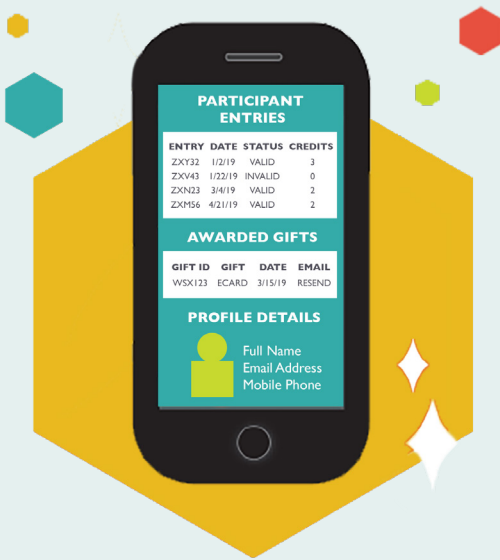 PARTICIPANT
ENTRIES
ENTRY DATE STATUS CREDITS
ZXY32 1/2/19 VALID 3
ZXV43 1/22/19 INVALID 0
ZXN23 3/4/19 VALID 2
ZXM56 4/21/19 VALID 2
AWARDED GIFTS
GIFT ID GIFT DATE EMAIL
WSX123 ECARD 3/15/19 RESEND
PROFILE DETAILS
Full Name
Email Address
Mobile Phone